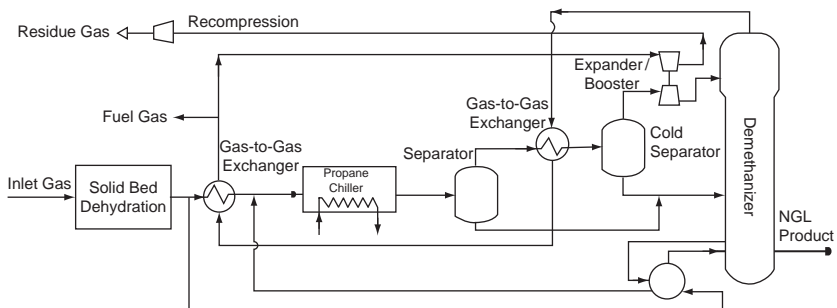 Recompression
Residue Gas
Expander/
Booster
Gas-to-Gas
Exchanger
Fuel Gas
Gas-to-Gas
Exchanger
Separator
Cold
Separator
Demethanizer
Propane
Chiller
Inlet Gas
Solid Bed
Dehydration
NGL
Product